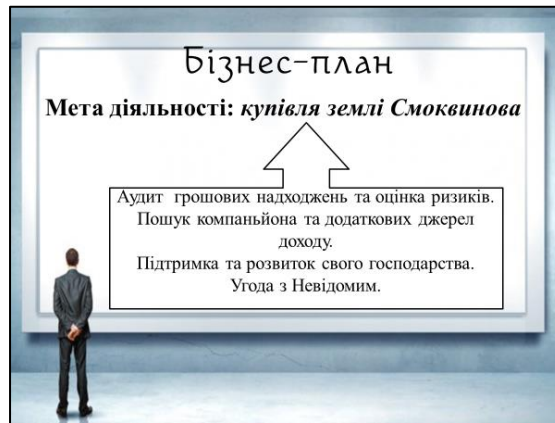 Бізнес-план
Мета діяльності: купівля землі Смоквинова
Аудит грошових надходжень та оцінка ризиків.
Пошук компаньйона та додаткових джерел
доходу.
Підтримка та розвиток свого господарства.
Угода з Невідомим.